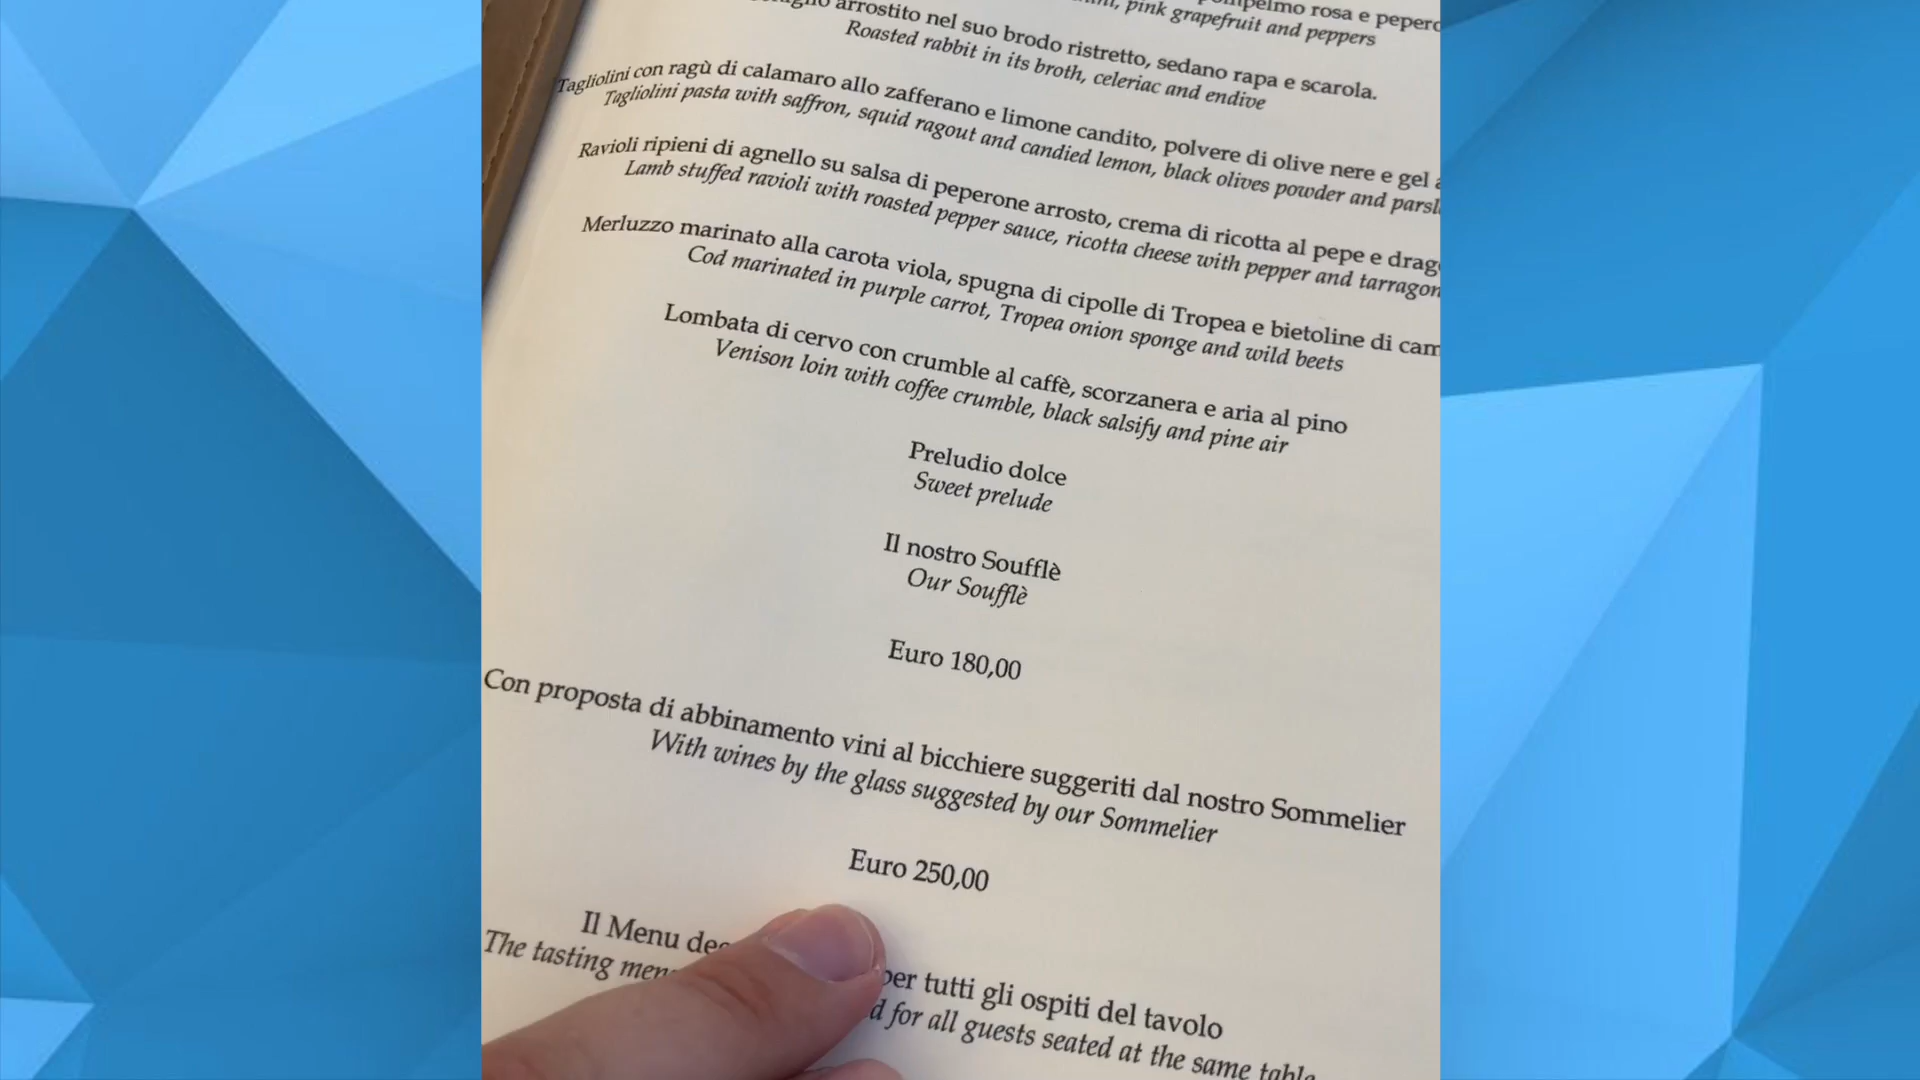 rosa e
pink grapefruit and peppers
arrostito nel suo brodo ristretto, sedano rapa e scarola.
Roasted rabbit in its broth, celeriac and endive
Tagliolini con ragù di calamaro allo zafferano e limone candito, polvere di olive nere e gel
Tagliolini pasta with saffron, squid ragout and candied lemon, black olives powder and
Ravioli ripieni di agnello su salsa di peperone arrosto, crema di ricotta al pepe e
Lamb stuffed ravioli with roasted pepper sauce, ricotta cheese with pepper and tarragon
Merluzzo marinato alla carota viola, spugna di cipolle di Tropea e bietoline di
Cod marinated in purple carrot, Tropea onion sponge and wild beets
Lombata di cervo con crumble al caffè, scorzanera e aria al pino
Venison loin with coffee crumble, black salsify and pine air
Preludio dolce
Sweet prelude
Il nostro Soufflè
Our Soufflè
Euro 180,00
Con proposta di abbinamento vini al bicchiere suggeriti dal nostro Sommelier
With wines by the glass suggested by our Sommelier
Euro 250,00
Il Menu per tutti gli ospiti del tavolo
The tasting for all guests seated at the same table